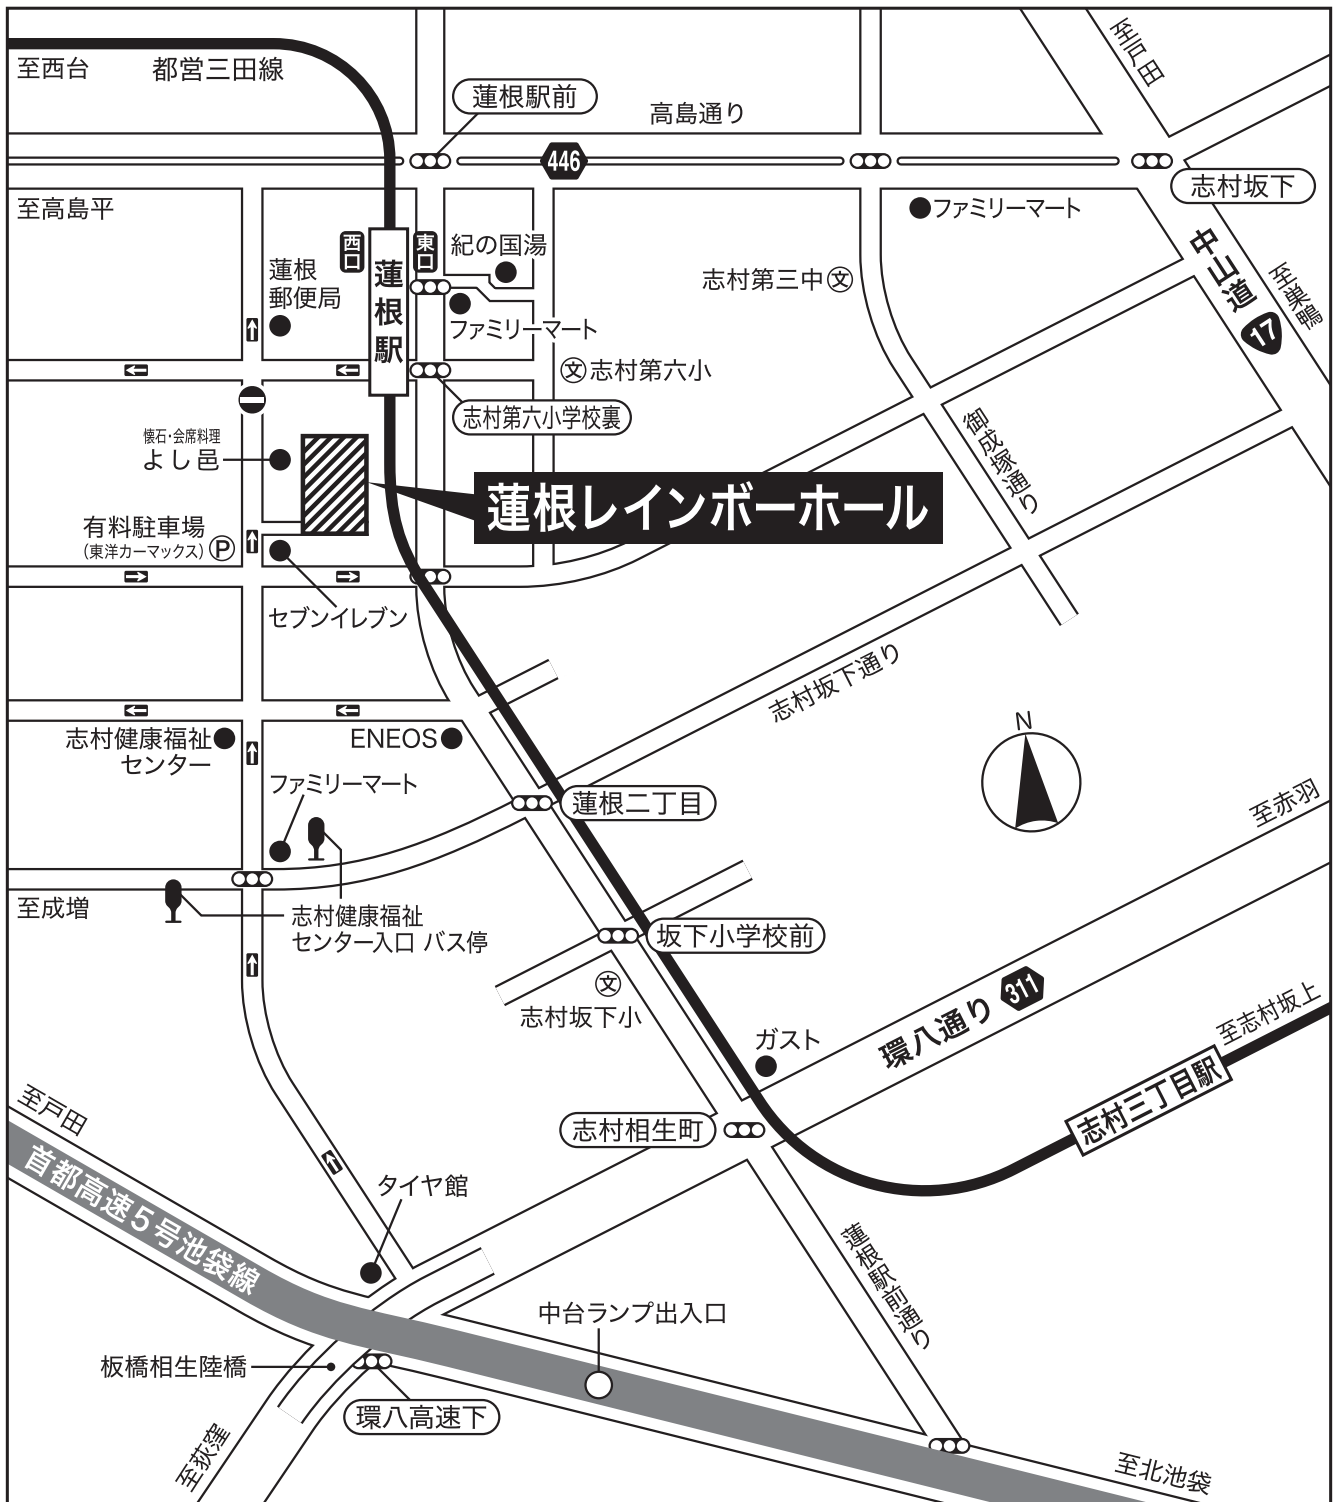 至西台
都営三田線
蓮根駅前
高島通り
至戸田
446
志村坂下
至高島平
ファミリーマート
西口
東口
紀の国湯
蓮根
郵便局
蓮根駅
志村第三中
文
中山道
17
至巣鴨
ファミリーマート
文
志村第六小
志村第六小学校裏
御成塚通り
懐石・会席料理
よし邑
蓮根レインボーホール
有料駐車場
(東洋カーマックス)
P
セブンイレブン
志村坂下通り
志村健康福祉
センター
ENEOS
N
ファミリーマート
蓮根二丁目
至赤羽
至成増
志村健康福祉
センター入口 バス停
坂下小学校前
文
志村坂下小
環八通り
311
ガスト
至志村坂上
志村三丁目駅
至戸田
志村相生町
首都高速5号池袋線
タイヤ館
蓮根駅前通り
中台ランプ出入口
板橋相生陸橋
環八高速下
至荻窪
至北池袋